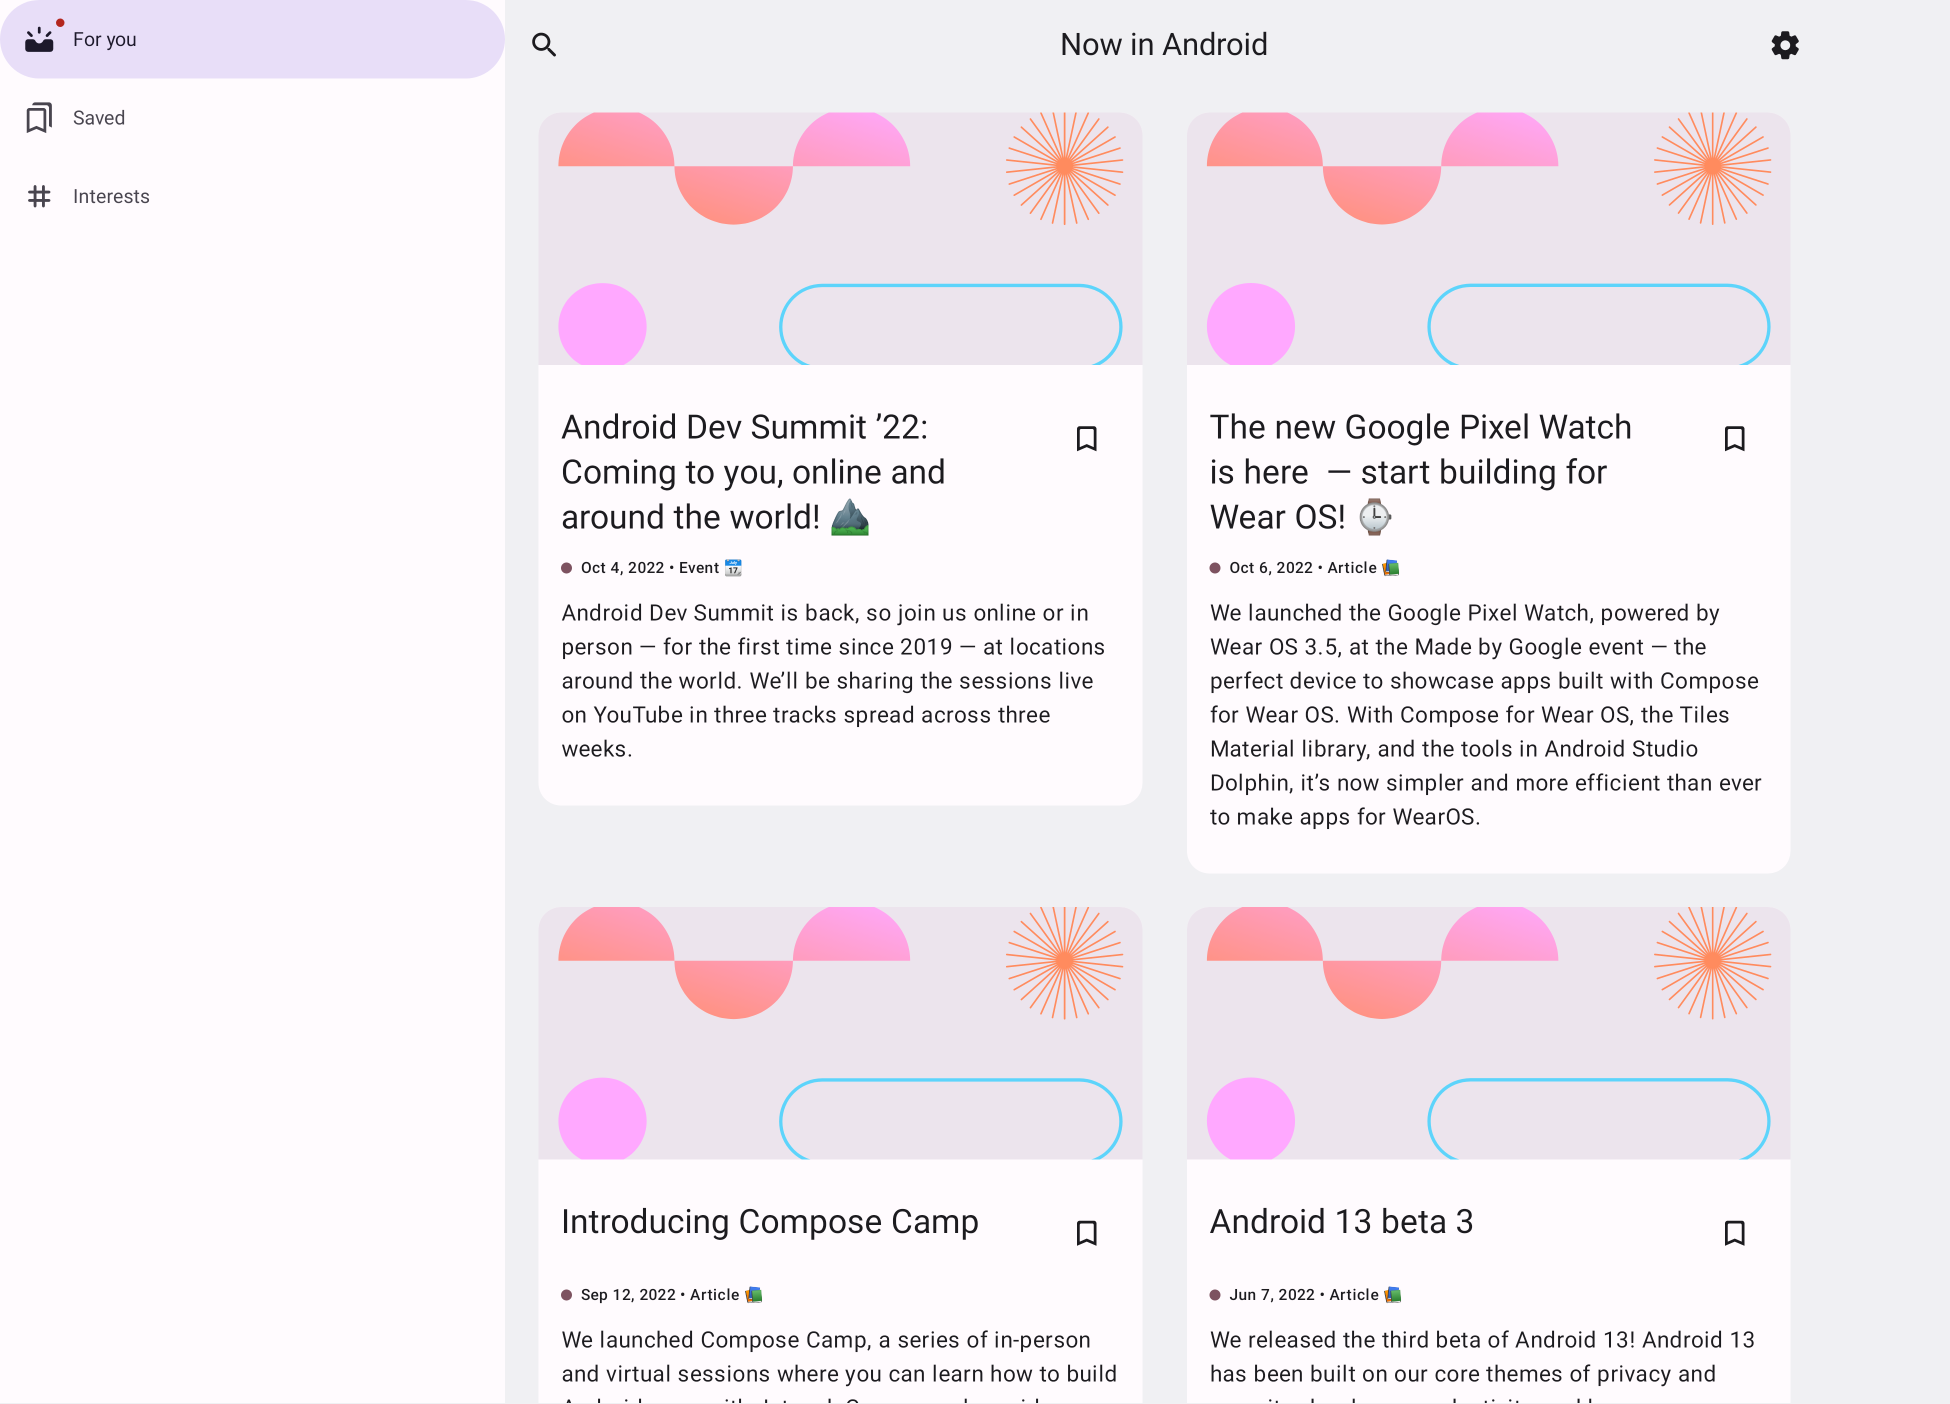 For you
Saved
Interests
Now in Android
Android Dev Summit ’22:
Coming to you, online and
around the world! ⛰️
Oct 4, 2022 • Event 📆
Android Dev Summit is back, so join us online or in
person — for the first time since 2019 — at locations
around the world. We’ll be sharing the sessions live
on YouTube in three tracks spread across three
weeks.
The new Google Pixel Watch
is here  — start building for
Wear OS! ⌚
Oct 6, 2022 • Article 📚
We launched the Google Pixel Watch, powered by
Wear OS 3.5, at the Made by Google event — the
perfect device to showcase apps built with Compose
for Wear OS. With Compose for Wear OS, the Tiles
Material library, and the tools in Android Studio
Dolphin, it’s now simpler and more efficient than ever
to make apps for WearOS.
Introducing Compose Camp
Sep 12, 2022 • Article 📚
We launched Compose Camp, a series of in-person
and virtual sessions where you can learn how to build
Android 13 beta 3
Jun 7, 2022 • Article 📚
We released the third beta of Android 13! Android 13
has been built on our core themes of privacy and